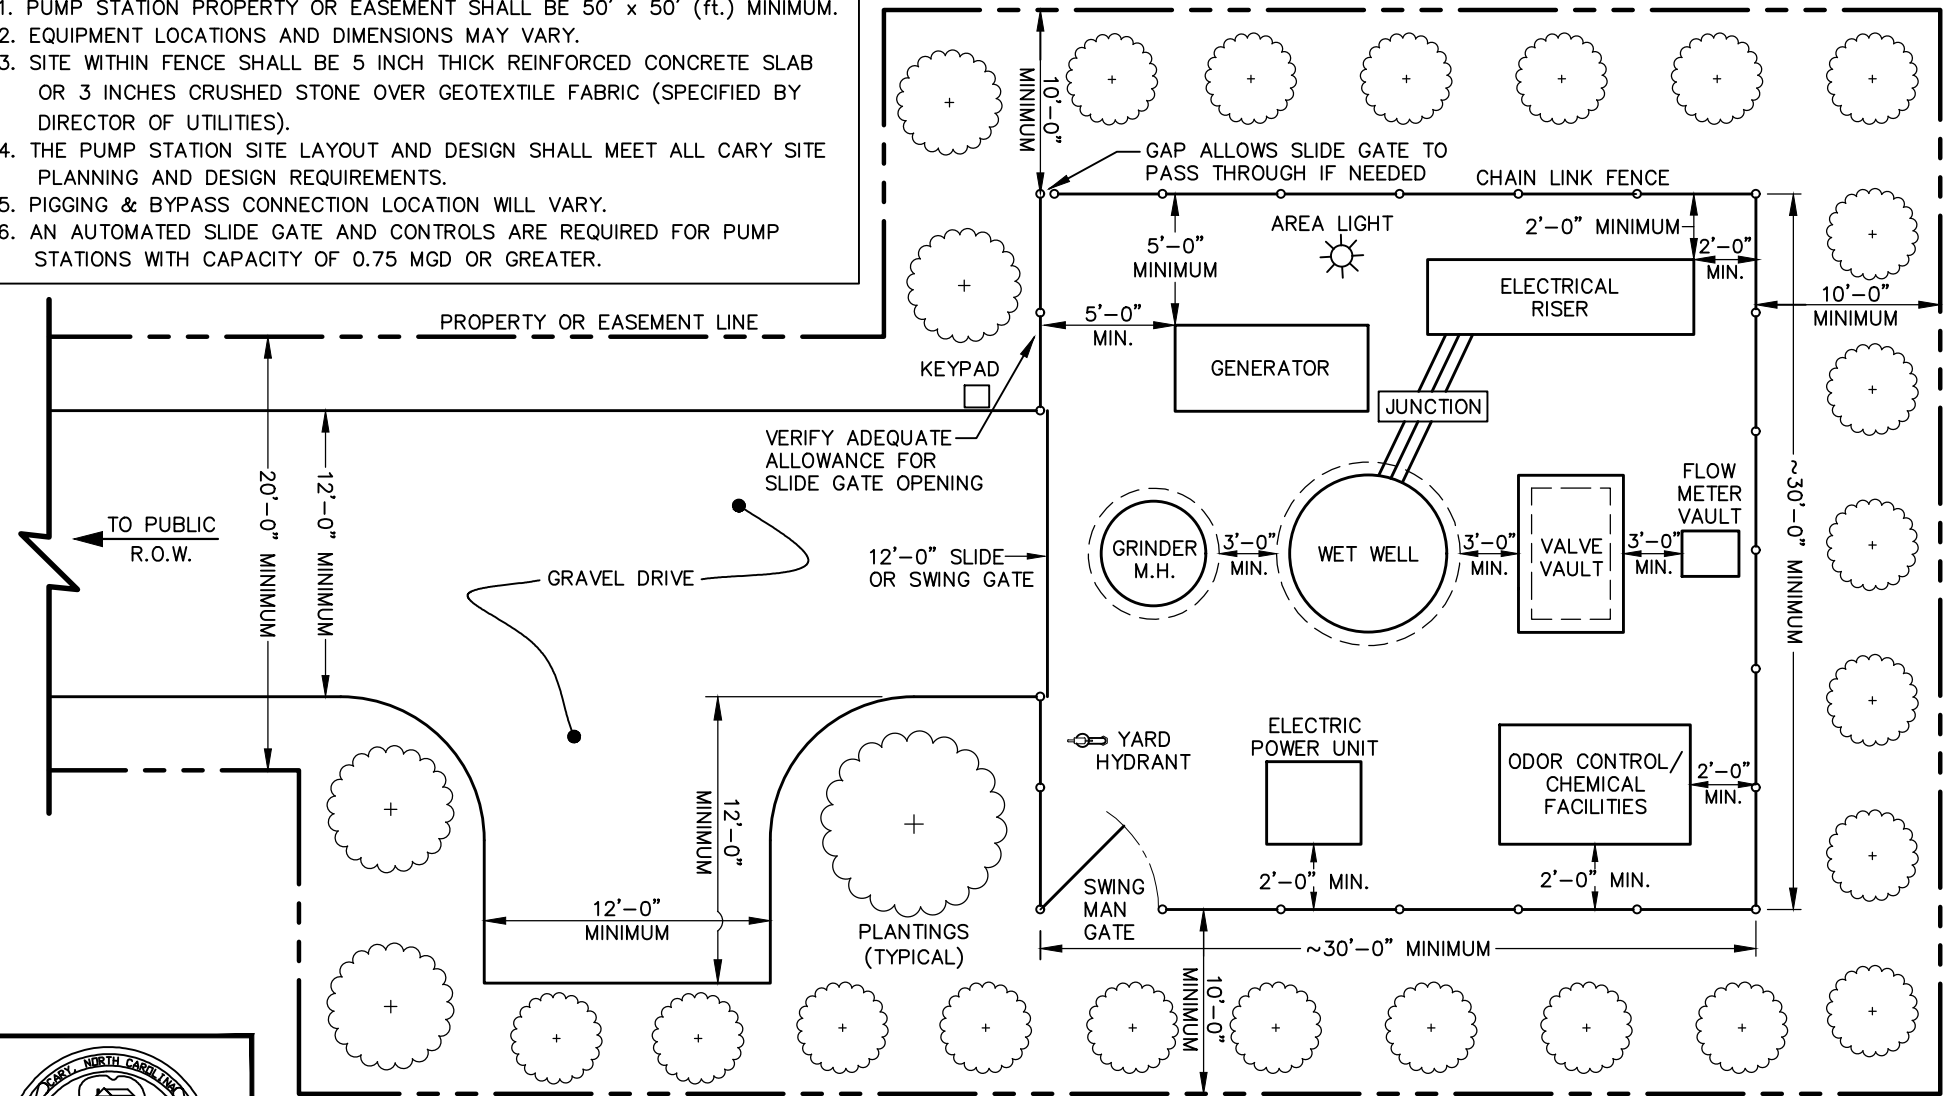 1. PUMP STATION PROPERTY OR EASEMENT SHALL BE 50' x 50' (ft.) MINIMUM.
2. EQUIPMENT LOCATIONS AND DIMENSIONS MAY VARY.
3. SITE WITHIN FENCE SHALL BE 5 INCH THICK REINFORCED CONCRETE SLAB
OR 3 INCHES CRUSHED STONE OVER GEOTEXTILE FABRIC (SPECIFIED BY
DIRECTOR OF UTILITIES).
4. THE PUMP STATION SITE LAYOUT AND DESIGN SHALL MEET ALL CARY SITE
PLANNING AND DESIGN REQUIREMENTS.
5. PIGGING & BYPASS CONNECTION LOCATION WILL VARY.
6. AN AUTOMATED SLIDE GATE AND CONTROLS ARE REQUIRED FOR PUMP
STATIONS WITH CAPACITY OF 0.75 MGD OR GREATER.
10'-0"
MINIMUM
GAP ALLOWS SLIDE GATE TO
PASS THROUGH IF NEEDED
CHAIN LINK FENCE
AREA LIGHT
5'-0"
MINIMUM
2'-0" MINIMUM
2'-0"
MIN.
ELECTRICAL
RISER
10'-0"
MINIMUM
PROPERTY OR EASEMENT LINE
5'-0"
MIN.
KEYPAD
GENERATOR
JUNCTION
VERIFY ADEQUATE
ALLOWANCE FOR
SLIDE GATE OPENING
20'-0" MINIMUM
12'-0" MINIMUM
TO PUBLIC
R.O.W.
GRAVEL DRIVE
12'-0" SLIDE
OR SWING GATE
GRINDER
M.H.
3'-0"
MIN.
WET WELL
3'-0"
MIN.
VALVE
VAULT
3'-0"
MIN.
FLOW
METER
VAULT
~30'-0" MINIMUM
YARD
HYDRANT
ELECTRIC
POWER UNIT
ODOR CONTROL/
CHEMICAL
FACILITIES
2'-0"
MIN.
12'-0"
MINIMUM
12'-0"
MINIMUM
PLANTINGS
(TYPICAL)
SWING
MAN
GATE
2'-0" MIN.
2'-0" MIN.
~30'-0" MINIMUM
10'-0"
MINIMUM
CARY, NORTH CAROLINA